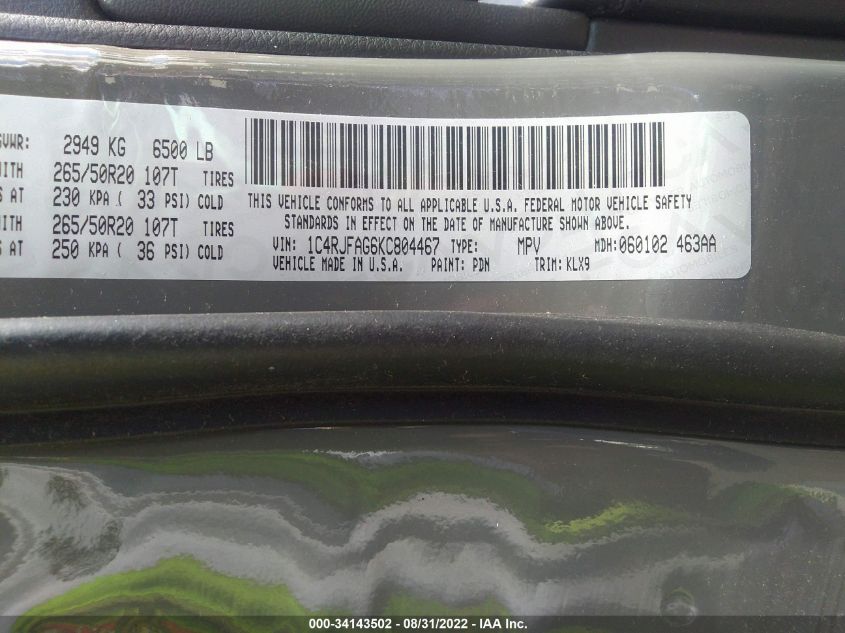 GVWR: 2949 KG 6500 LB
WITH 265/50R20 107T TIRES
S AT 230 KPA ( 33 PSI) COLD
WITH 265/50R20 107T TIRES
S AT 250 KPA ( 36 PSI) COLD
THIS VEHICLE CONFORMS TO ALL APPLICABLE U.S.A. FEDERAL MOTOR VEHICLE SAFETY
STANDARDS IN EFFECT ON THE DATE OF MANUFACTURE SHOWN ABOVE.
VIN: 1C4RJFAG6KC804467 TYPE: MPV MDH:060102 463AA
VEHICLE MADE IN U.S.A. PAINT: PDN TRIM: KLX9
000-34143502 - 08/31/2022 - IAA Inc.